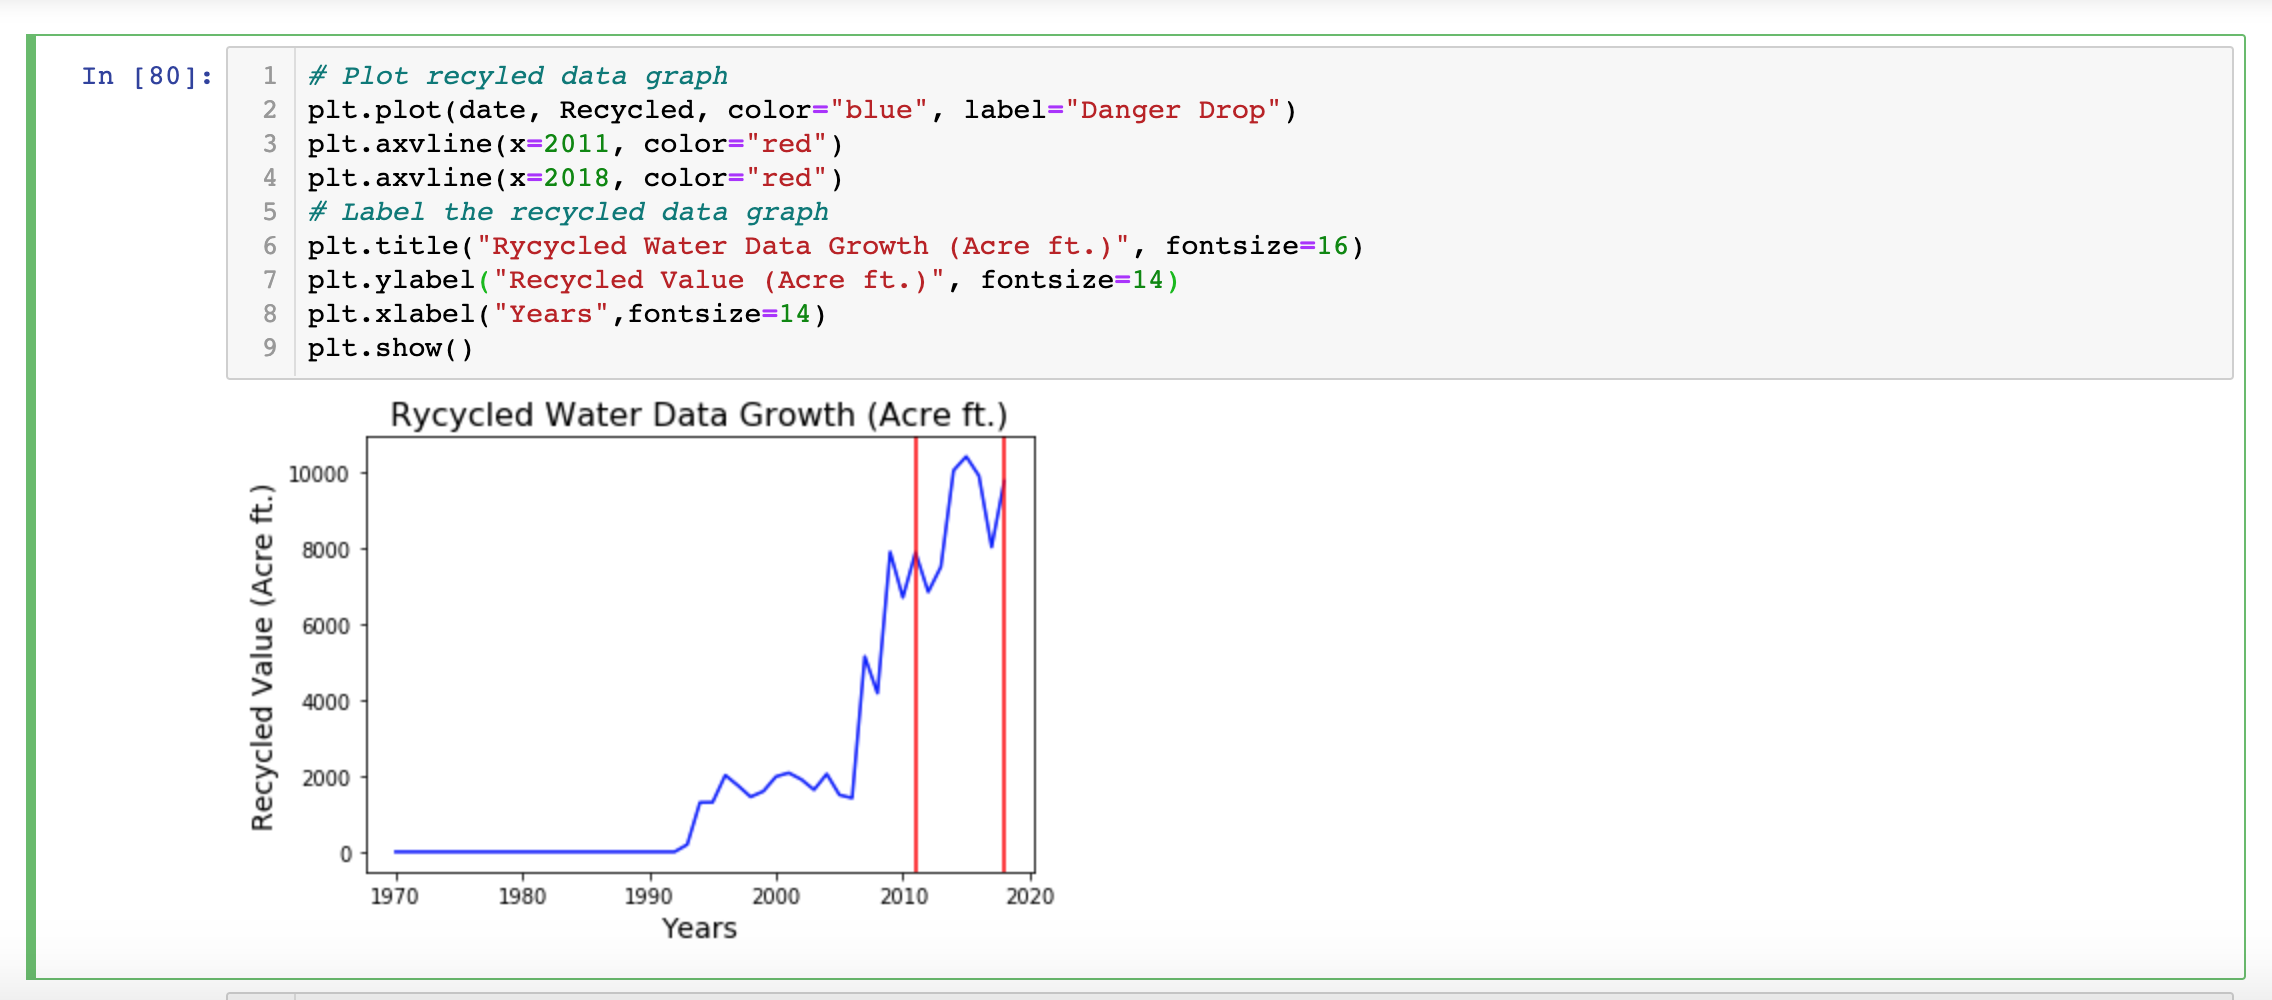 In [80]:
1 # Plot recyled data graph
2 plt.plot(date, Recycled, color="blue", label="Danger Drop")
3 plt.axvline(x=2011, color="red")
4 plt.axvline(x=2018, color="red")
5 # Label the recycled data graph
6 plt.title("Rycycled Water Data Growth (Acre ft.)", fontsize=16)
7 plt.ylabel("Recycled Value (Acre ft.)", fontsize=14)
8 plt.xlabel("Years",fontsize=14)
9 plt.show()
Rycycled Water Data Growth (Acre ft.)
Recycled Value (Acre ft.)
10000
8000
6000
4000
2000
0
1970 1980 1990 2000 2010 2020
Years